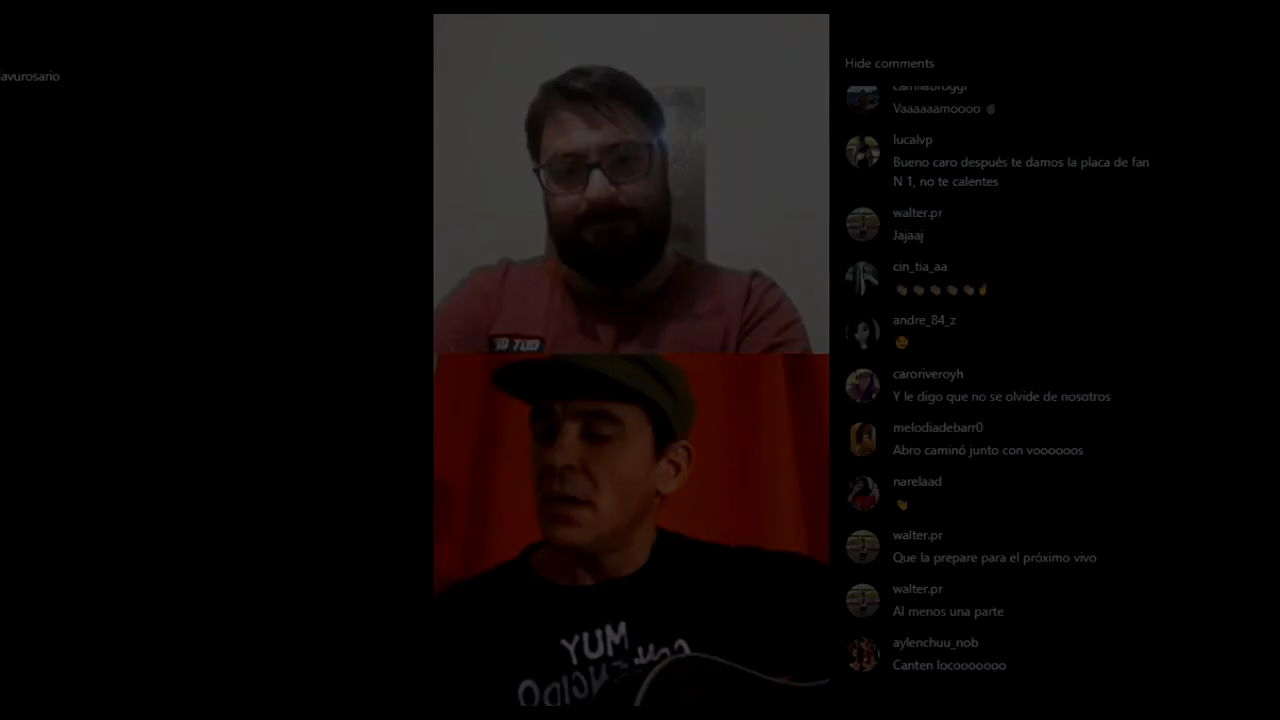 avurosario
Hide comments
camilabroggi
Vaaaaaamoooo
lucalvp
Bueno caro después te damos la placa de fan
N 1, no te calentes
walter.pr
Jajaaj
cin_tia_aa
andre_84_z
caroriveroyh
Y le digo que no se olvide de nosotros
melodiadebarr0
Abro caminó junto con voooooos
narelaad
walter.pr
Que la prepare para el próximo vivo
walter.pr
Al menos una parte
aylenchuu_nob
Canten locooooooo
YUM